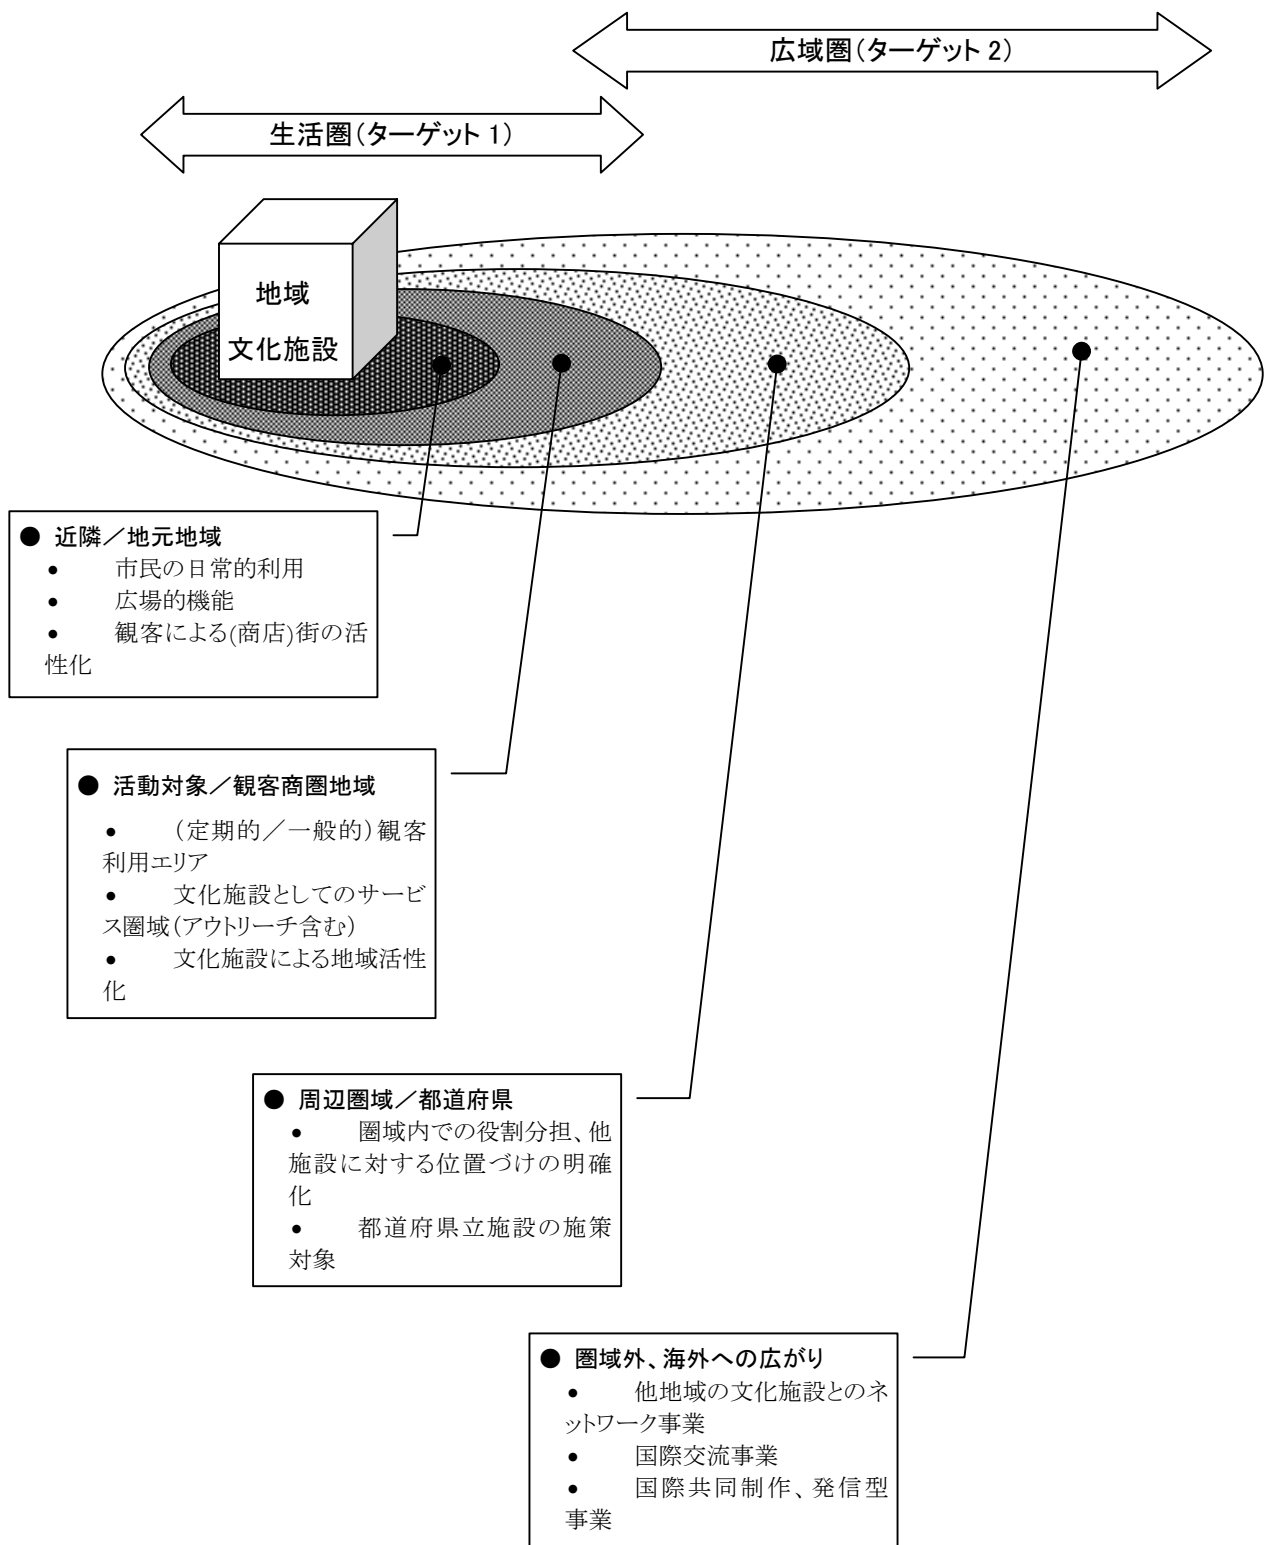 広域圏（ターゲット 2）
生活圏（ターゲット 1）
地域
文化施設
● 近隣／地元地域
• 市民の日常的利用
• 広場的機能
• 観客による(商店)街の活
性化
● 活動対象／観客商圏地域
• （定期的／一般的）観客
利用エリア
• 文化施設としてのサービ
ス圏域（アウトリーチ含む）
• 文化施設による地域活性
化
● 周辺圏域／都道府県
• 圏域内での役割分担、他
施設に対する位置づけの明確
化
• 都道府県立施設の施策
対象
● 圏域外、海外への広がり
• 他地域の文化施設とのネ
ットワーク事業
• 国際交流事業
• 国際共同制作、発信型
事業